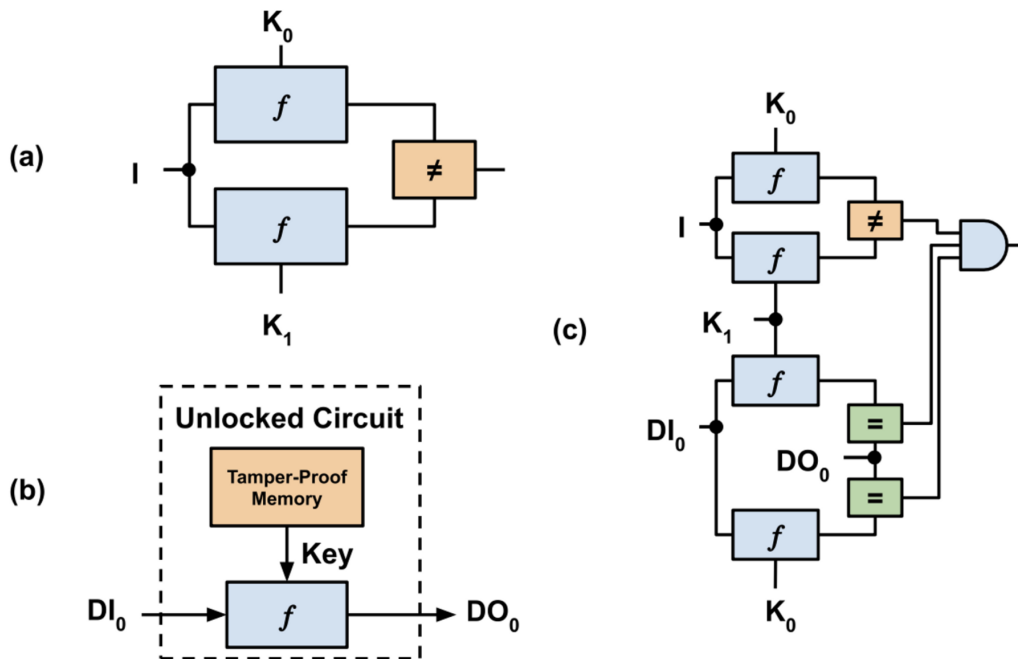 (a)
K₀
f
I
≠
f
K₁
(b)
Unlocked Circuit
Tamper-Proof
Memory
Key
DI₀
f
DO₀
(c)
K₀
f
I
≠
f
K₁
f
DI₀
=
DO₀
=
f
K₀